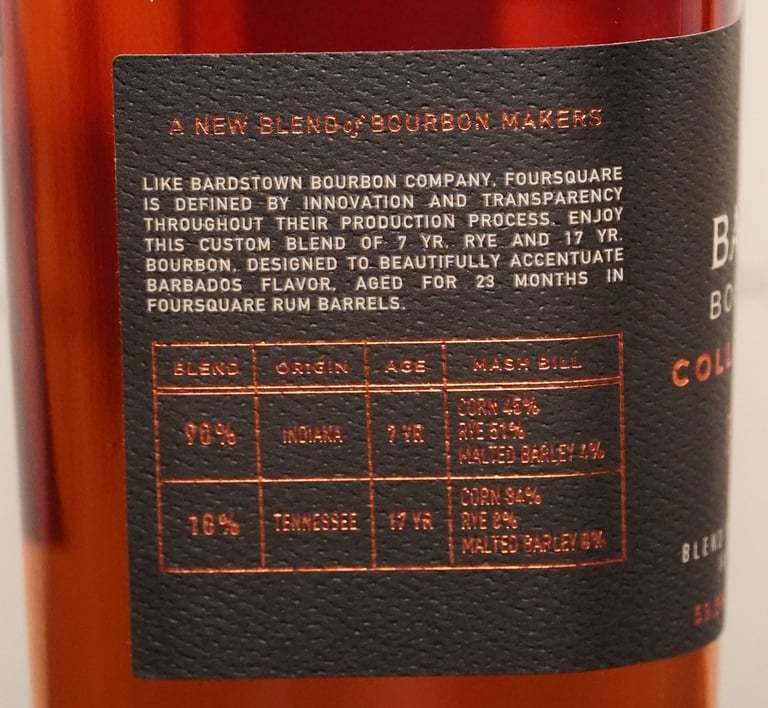 A NEW BLEND of BOURBON MAKERS
LIKE BARDSTOWN BOURBON COMPANY, FOURSQUARE
IS DEFINED BY INNOVATION AND TRANSPARENCY
THROUGHOUT THEIR PRODUCTION PROCESS. ENJOY
THIS CUSTOM BLEND OF 7 YR. RYE AND 17 YR.
BOURBON, DESIGNED TO BEAUTIFULLY ACCENTUATE
BARBADOS FLAVOR, AGED FOR 23 MONTHS IN
FOURSQUARE RUM BARRELS.
BLEND ORIGIN AGE MASH BILL
90% INDIANA 7 YR
CORN 45%
RYE 51%
MALTED BARLEY 4%
10% TENNESSEE 17 YR
CORN 84%
RYE 8%
MALTED BARLEY 8%
BA
BO
COLL
BLEND